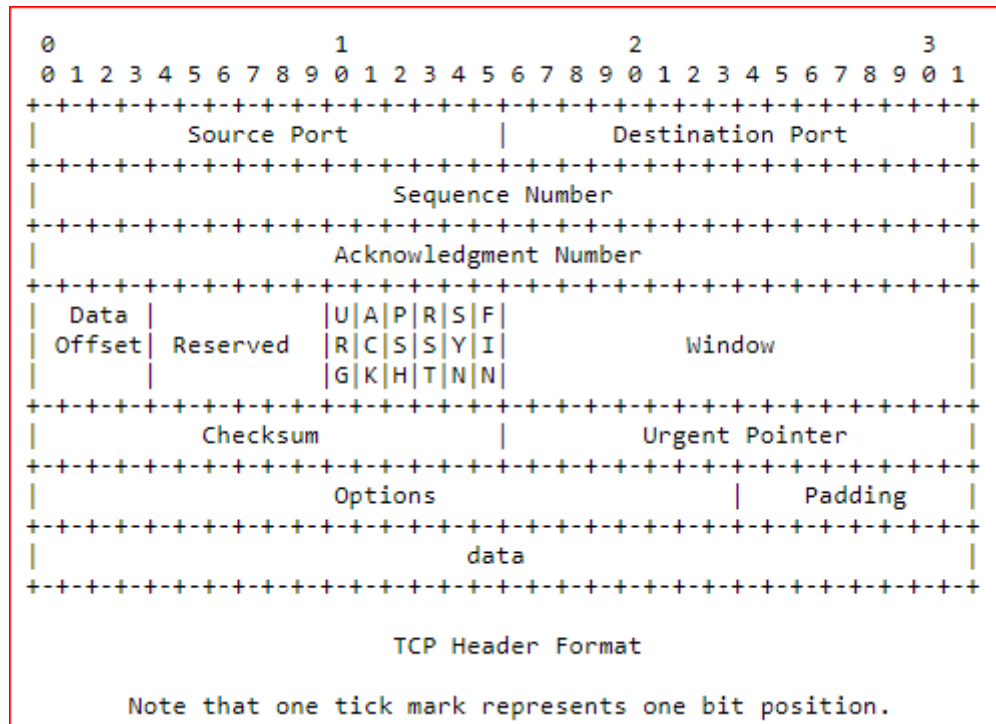 0                   1                   2                   3
 0 1 2 3 4 5 6 7 8 9 0 1 2 3 4 5 6 7 8 9 0 1 2 3 4 5 6 7 8 9 0 1
+-+-+-+-+-+-+-+-+-+-+-+-+-+-+-+-+-+-+-+-+-+-+-+-+-+-+-+-+-+-+-+-+
|          Source Port          |       Destination Port        |
+-+-+-+-+-+-+-+-+-+-+-+-+-+-+-+-+-+-+-+-+-+-+-+-+-+-+-+-+-+-+-+-+
|                        Sequence Number                        |
+-+-+-+-+-+-+-+-+-+-+-+-+-+-+-+-+-+-+-+-+-+-+-+-+-+-+-+-+-+-+-+-+
|                    Acknowledgment Number                      |
+-+-+-+-+-+-+-+-+-+-+-+-+-+-+-+-+-+-+-+-+-+-+-+-+-+-+-+-+-+-+-+-+
|  Data |           |U|A|P|R|S|F|                               |
| Offset| Reserved  |R|C|S|S|Y|I|            Window             |
|       |           |G|K|H|T|N|N|                               |
+-+-+-+-+-+-+-+-+-+-+-+-+-+-+-+-+-+-+-+-+-+-+-+-+-+-+-+-+-+-+-+-+
|           Checksum            |         Urgent Pointer        |
+-+-+-+-+-+-+-+-+-+-+-+-+-+-+-+-+-+-+-+-+-+-+-+-+-+-+-+-+-+-+-+-+
|                    Options                    |    Padding    |
+-+-+-+-+-+-+-+-+-+-+-+-+-+-+-+-+-+-+-+-+-+-+-+-+-+-+-+-+-+-+-+-+
|                             data                              |
+-+-+-+-+-+-+-+-+-+-+-+-+-+-+-+-+-+-+-+-+-+-+-+-+-+-+-+-+-+-+-+-+
                        TCP Header Format
      Note that one tick mark represents one bit position.